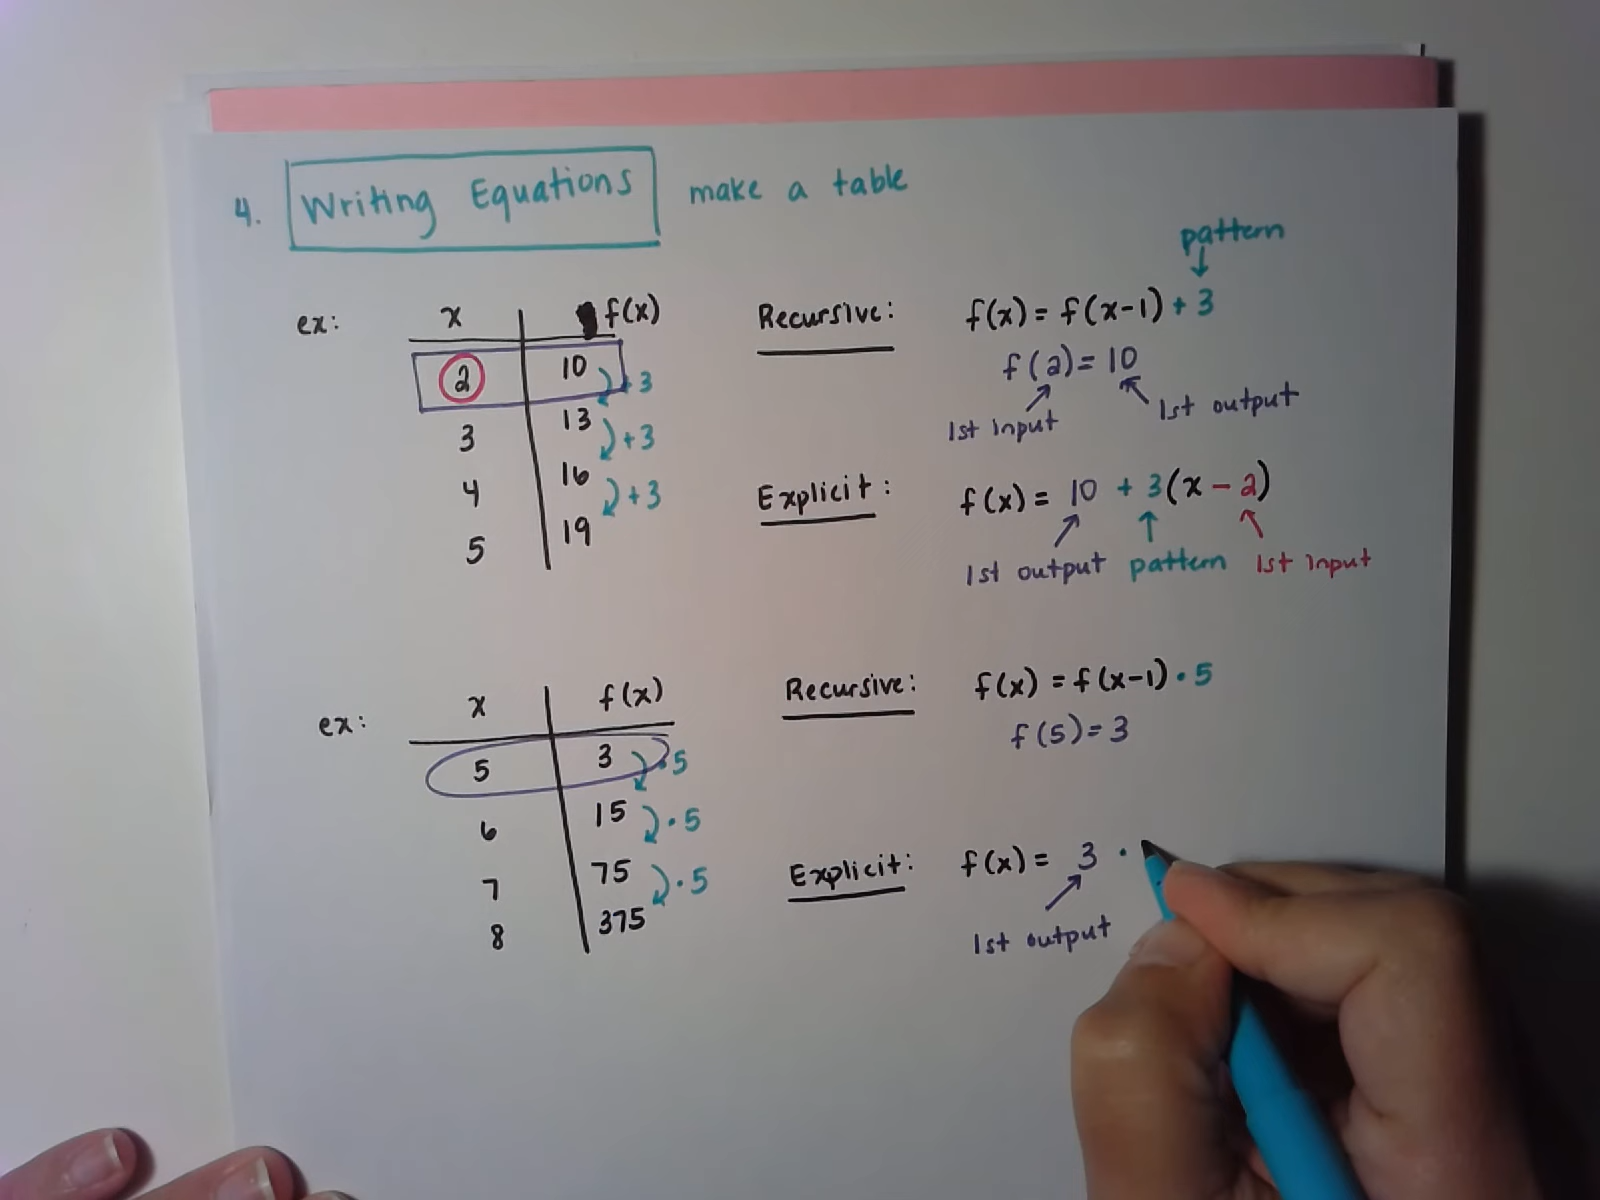 4. Writing Equations make a table
pattern
↓
ex: x f(x) Recursive: f(x) = f(x-1) + 3
2 10 +3 f(2) = 10
1st input 1st output
3 13 +3
4 16 +3 Explicit: f(x) = 10 + 3(x - 2)
5 19 1st output pattern 1st input
ex: x f(x) Recursive: f(x) = f(x-1) · 5
5 3 · 5 f(5) = 3
6 15 · 5
7 75 · 5 Explicit: f(x) = 3 ·
8 375 1st output